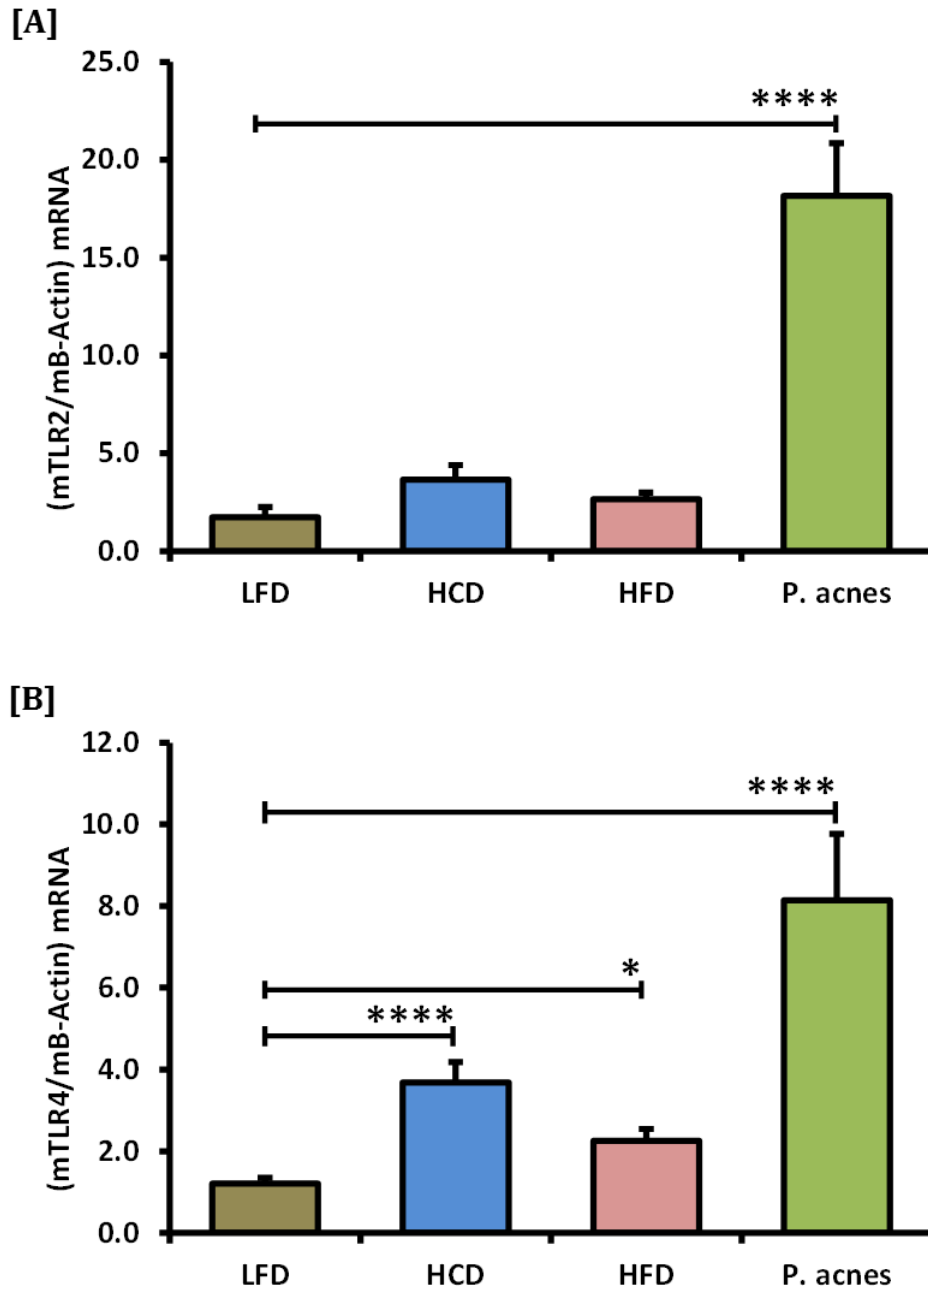 [A]
(mTLR2/mB-Actin) mRNA
25.0
20.0
15.0
10.0
5.0
0.0
****
LFD HCD HFD P. acnes
[B]
(mTLR4/mB-Actin) mRNA
12.0
10.0
8.0
6.0
4.0
2.0
0.0
****
*
****
LFD HCD HFD P. acnes